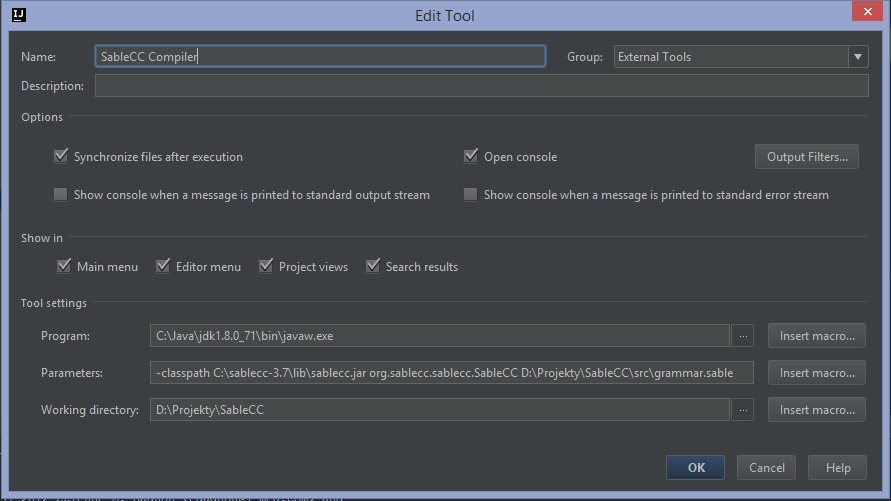 IJ
Edit Tool
Name: SableCC Compiler Group: External Tools
Description:
Options
Synchronize files after execution Open console Output Filters...
Show console when a message is printed to standard output stream Show console when a message is printed to standard error stream
Show in
Main menu Editor menu Project views Search results
Tool settings
Program: C:\Java\jdk1.8.0_71\bin\javaw.exe ... Insert macro...
Parameters: -classpath C:\sablecc-3.7\lib\sablecc.jar org.sablecc.sablecc.SableCC D:\Projekty\SableCC\src\grammar.sable Insert macro...
Working directory: D:\Projekty\SableCC ... Insert macro...
OK Cancel Help